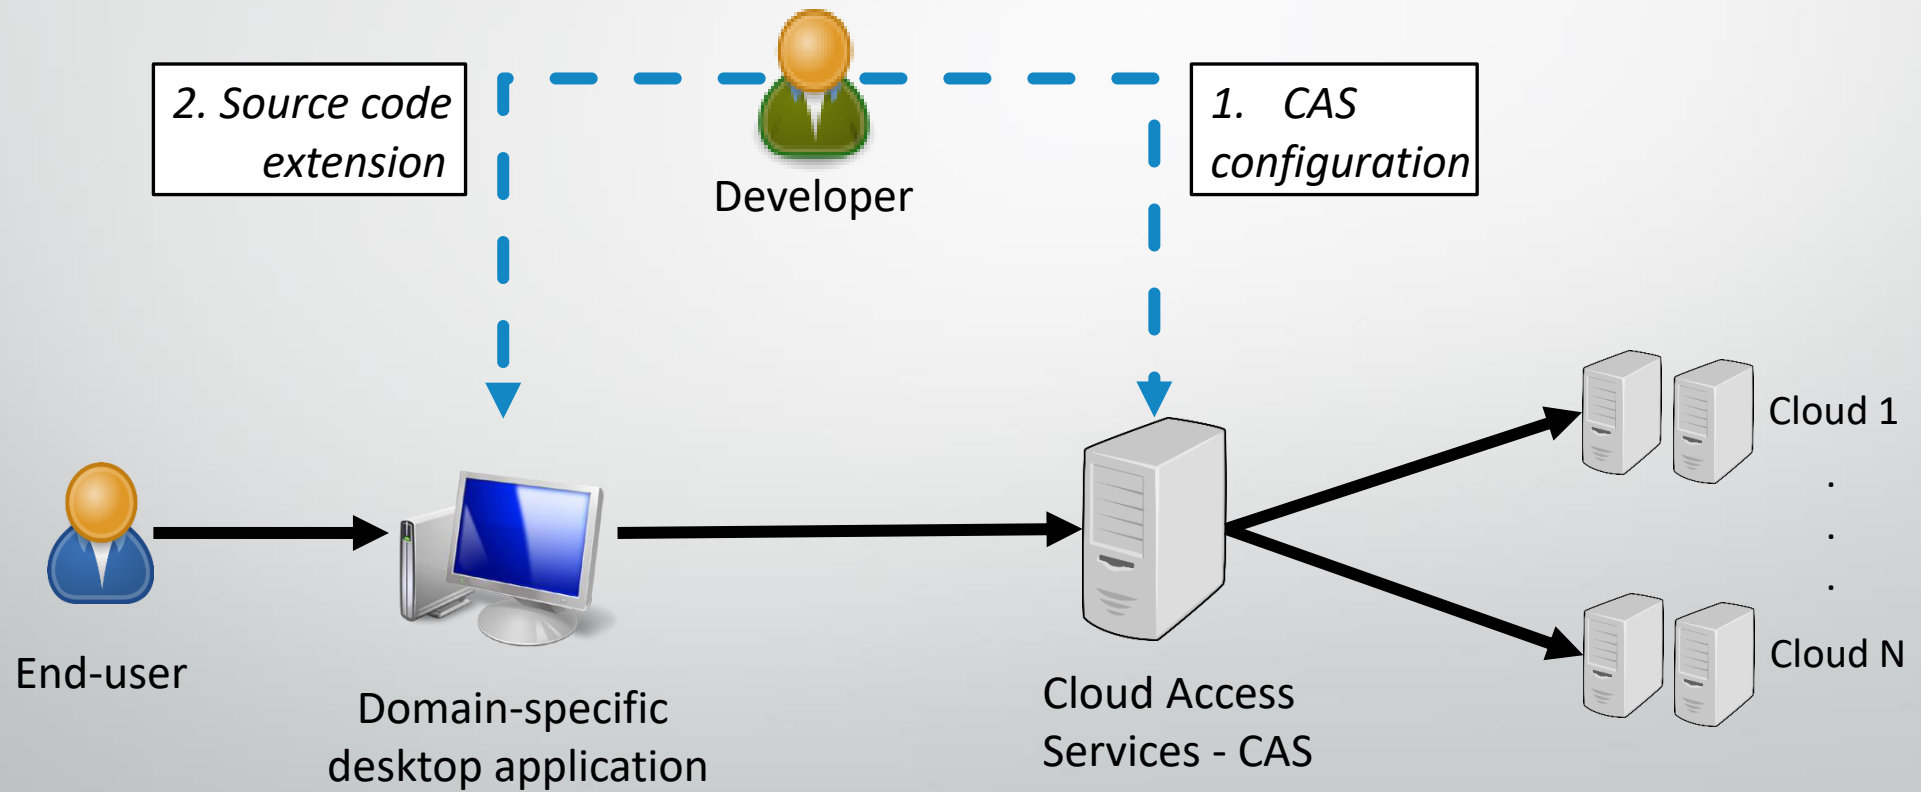 2. Source code
extension
Developer
1. CAS
configuration
Cloud 1
.
.
.
Cloud N
End-user
Domain-specific
desktop application
Cloud Access
Services - CAS